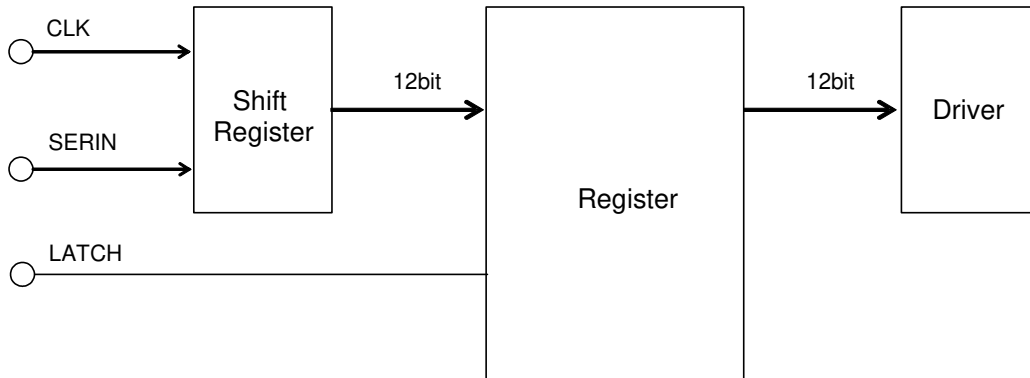 CLK
SERIN
LATCH
Shift
Register
12bit
Register
12bit
Driver